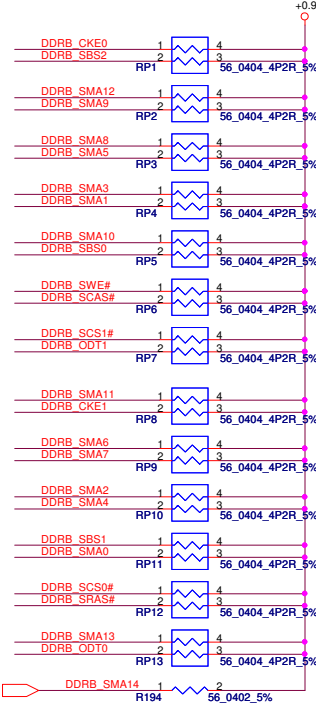 +0.9
DDRB_CKE0 1 4
DDRB_SBS2 2 3
RP1 56_0404_4P2R_5%
DDRB_SMA12 1 4
DDRB_SMA9 2 3
RP2 56_0404_4P2R_5%
DDRB_SMA8 1 4
DDRB_SMA5 2 3
RP3 56_0404_4P2R_5%
DDRB_SMA3 1 4
DDRB_SMA1 2 3
RP4 56_0404_4P2R_5%
DDRB_SMA10 1 4
DDRB_SBS0 2 3
RP5 56_0404_4P2R_5%
DDRB_SWE# 1 4
DDRB_SCAS# 2 3
RP6 56_0404_4P2R_5%
DDRB_SCS1# 1 4
DDRB_ODT1 2 3
RP7 56_0404_4P2R_5%
DDRB_SMA11 1 4
DDRB_CKE1 2 3
RP8 56_0404_4P2R_5%
DDRB_SMA6 1 4
DDRB_SMA7 2 3
RP9 56_0404_4P2R_5%
DDRB_SMA2 1 4
DDRB_SMA4 2 3
RP10 56_0404_4P2R_5%
DDRB_SBS1 1 4
DDRB_SMA0 2 3
RP11 56_0404_4P2R_5%
DDRB_SCS0# 1 4
DDRB_SRAS# 2 3
RP12 56_0404_4P2R_5%
DDRB_SMA13 1 4
DDRB_ODT0 2 3
RP13 56_0404_4P2R_5%
DDRB_SMA14 1 2
R194 56_0402_5%